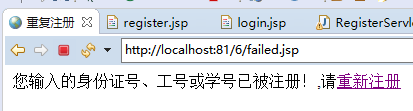 重复注册 register.jsp login.jsp RegisterServl
http://localhost:81/6/failed.jsp
您输入的身份证号、工号或学号已被注册！,请重新注册